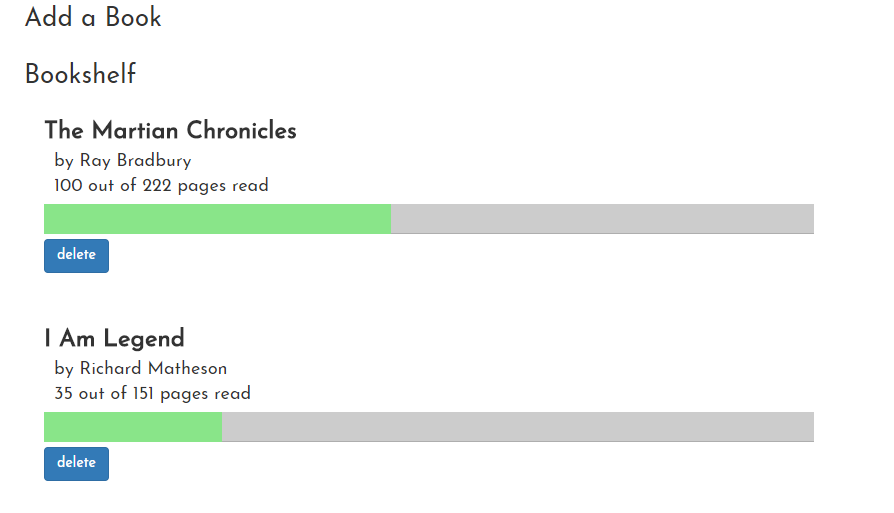 Add a Book
Bookshelf
The Martian Chronicles
by Ray Bradbury
100 out of 222 pages read
delete
I Am Legend
by Richard Matheson
35 out of 151 pages read
delete